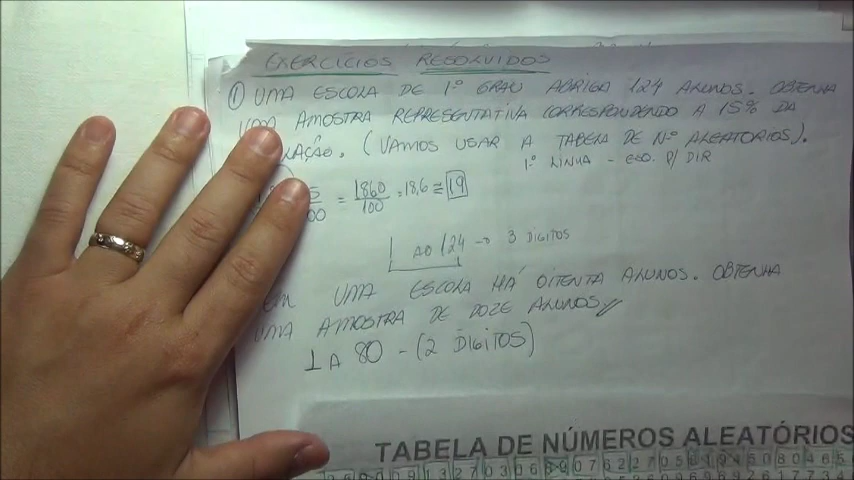 EXERCÍCIOS RESOLVIDOS
① UMA ESCOLA DE 1º GRAU ABRIGA 124 ALUNOS. OBTENHA
UMA AMOSTRA REPRESENTATIVA CORRESPONDENDO A 15% DA
LAÇÃO. (VAMOS USAR A TABELA DE Nº ALEATÓRIOS).
1ª LINHA - ESQ. P/ DIR
= 1860/100 = 18,6 ≅ 19
1 AO 124 → 3 DÍGITOS
EM UMA ESCOLA HÁ OITENTA ALUNOS. OBTENHA
UMA AMOSTRA DE DOZE ALUNOS
1 A 80 - (2 DÍGITOS)
TABELA DE NÚMEROS ALEATÓRIOS